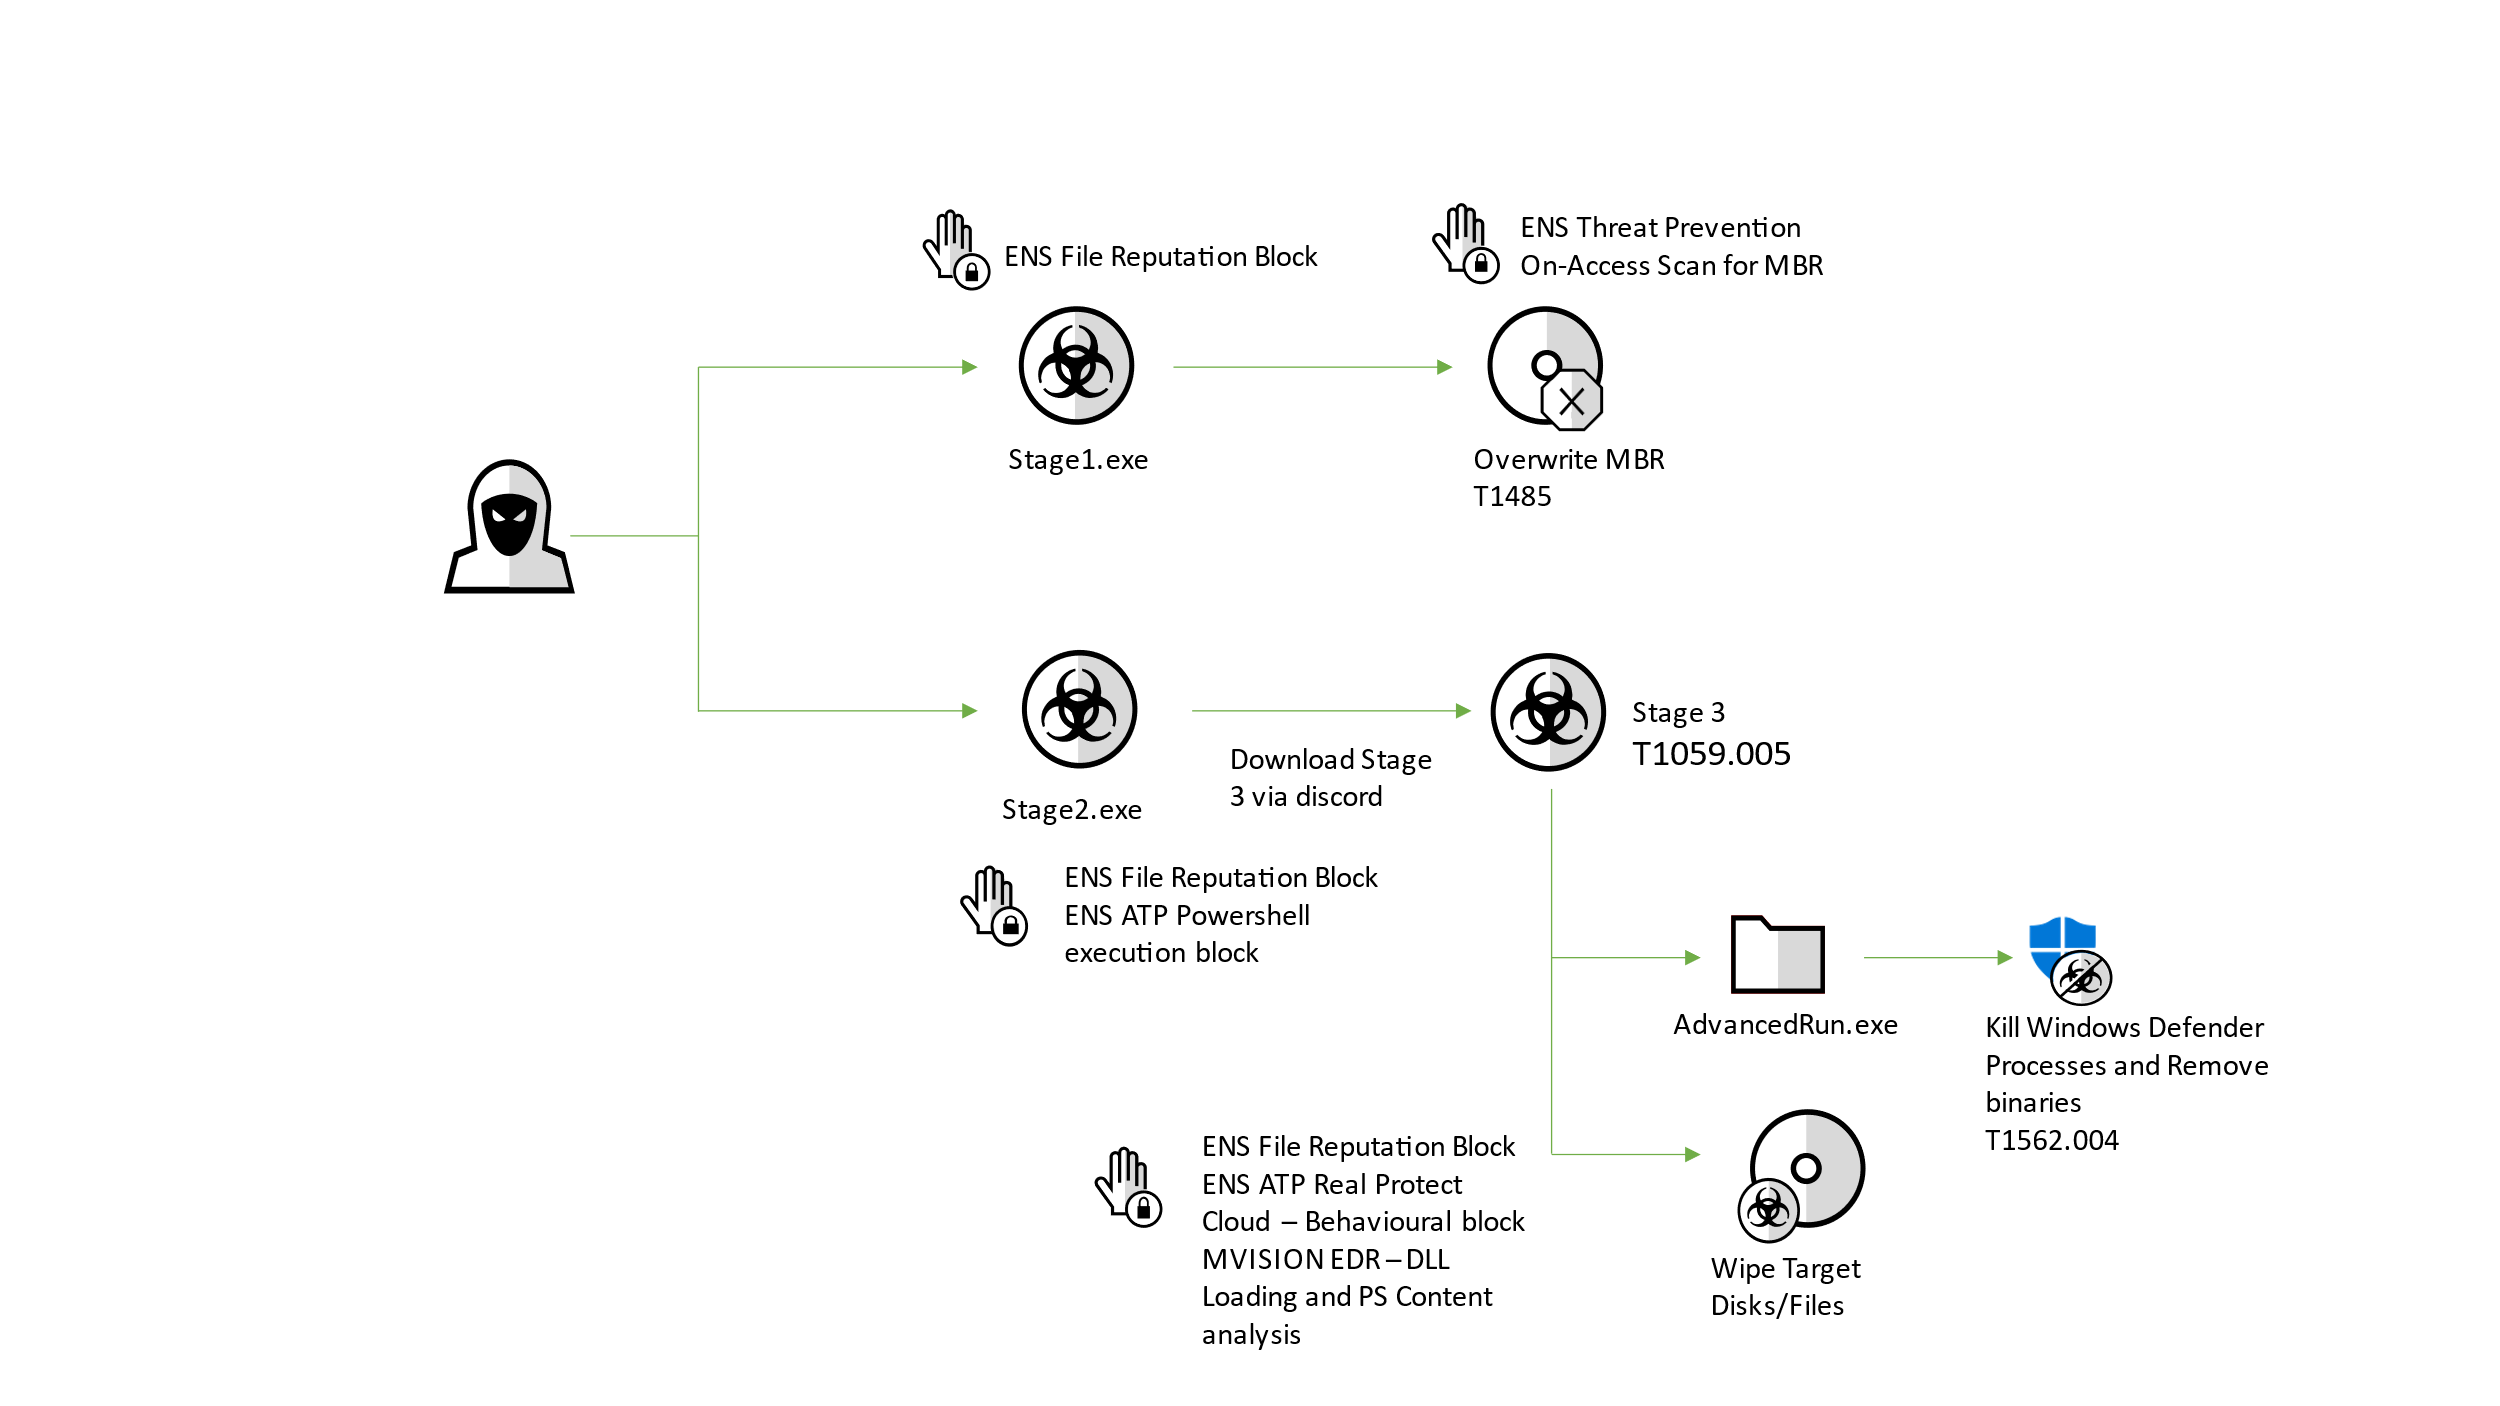 ENS File Reputation Block
ENS Threat Prevention
On-Access Scan for MBR
Stage1.exe
Overwrite MBR
T1485
Stage2.exe
Download Stage
3 via discord
Stage 3
T1059.005
ENS File Reputation Block
ENS ATP Powershell
execution block
AdvancedRun.exe
Kill Windows Defender
Processes and Remove
binaries
T1562.004
ENS File Reputation Block
ENS ATP Real Protect
Cloud – Behavioural block
MVISION EDR – DLL
Loading and PS Content
analysis
Wipe Target
Disks/Files